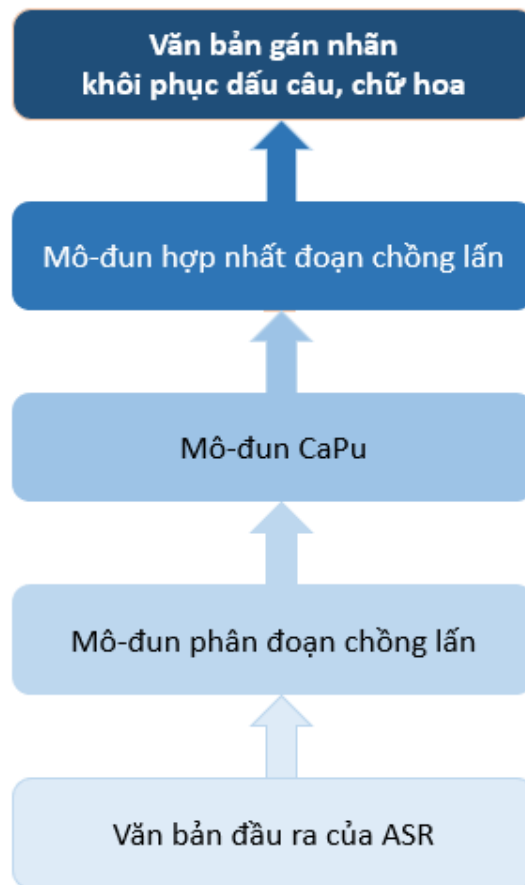 Văn bản gán nhãn
khôi phục dấu câu, chữ hoa
Mô-đun hợp nhất đoạn chồng lấn
Mô-đun CaPu
Mô-đun phân đoạn chồng lấn
Văn bản đầu ra của ASR